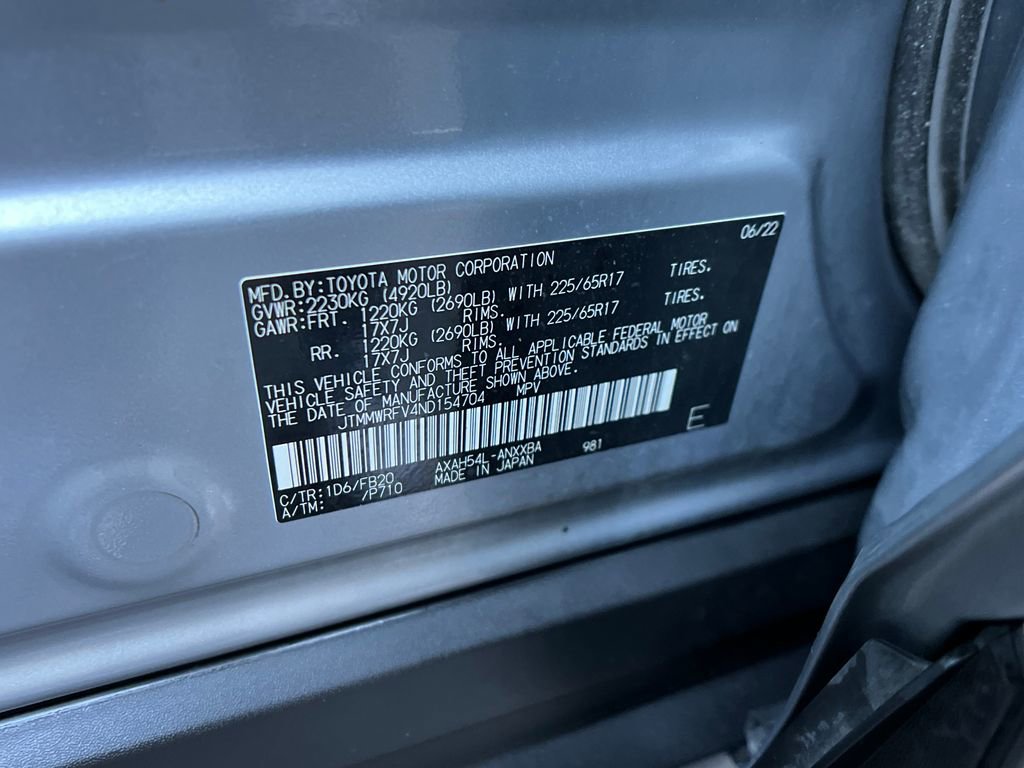 06/22
MFD.BY:TOYOTA MOTOR CORPORATION
GVWR:2230KG (4920LB)
GAWR:FRT. 1220KG (2690LB) WITH 225/65R17 TIRES.
17X7J RIMS.
RR. 1220KG (2690LB) WITH 225/65R17 TIRES.
17X7J RIMS.
THIS VEHICLE CONFORMS TO ALL APPLICABLE FEDERAL MOTOR
VEHICLE SAFETY AND THEFT PREVENTION STANDARDS IN EFFECT ON
THE DATE OF MANUFACTURE SHOWN ABOVE.
JTMMWRFV4ND154704 MPV
E
C/TR:1D6/FB20 AXAH54L-ANXXBA 981
A/TM: /P710 MADE IN JAPAN